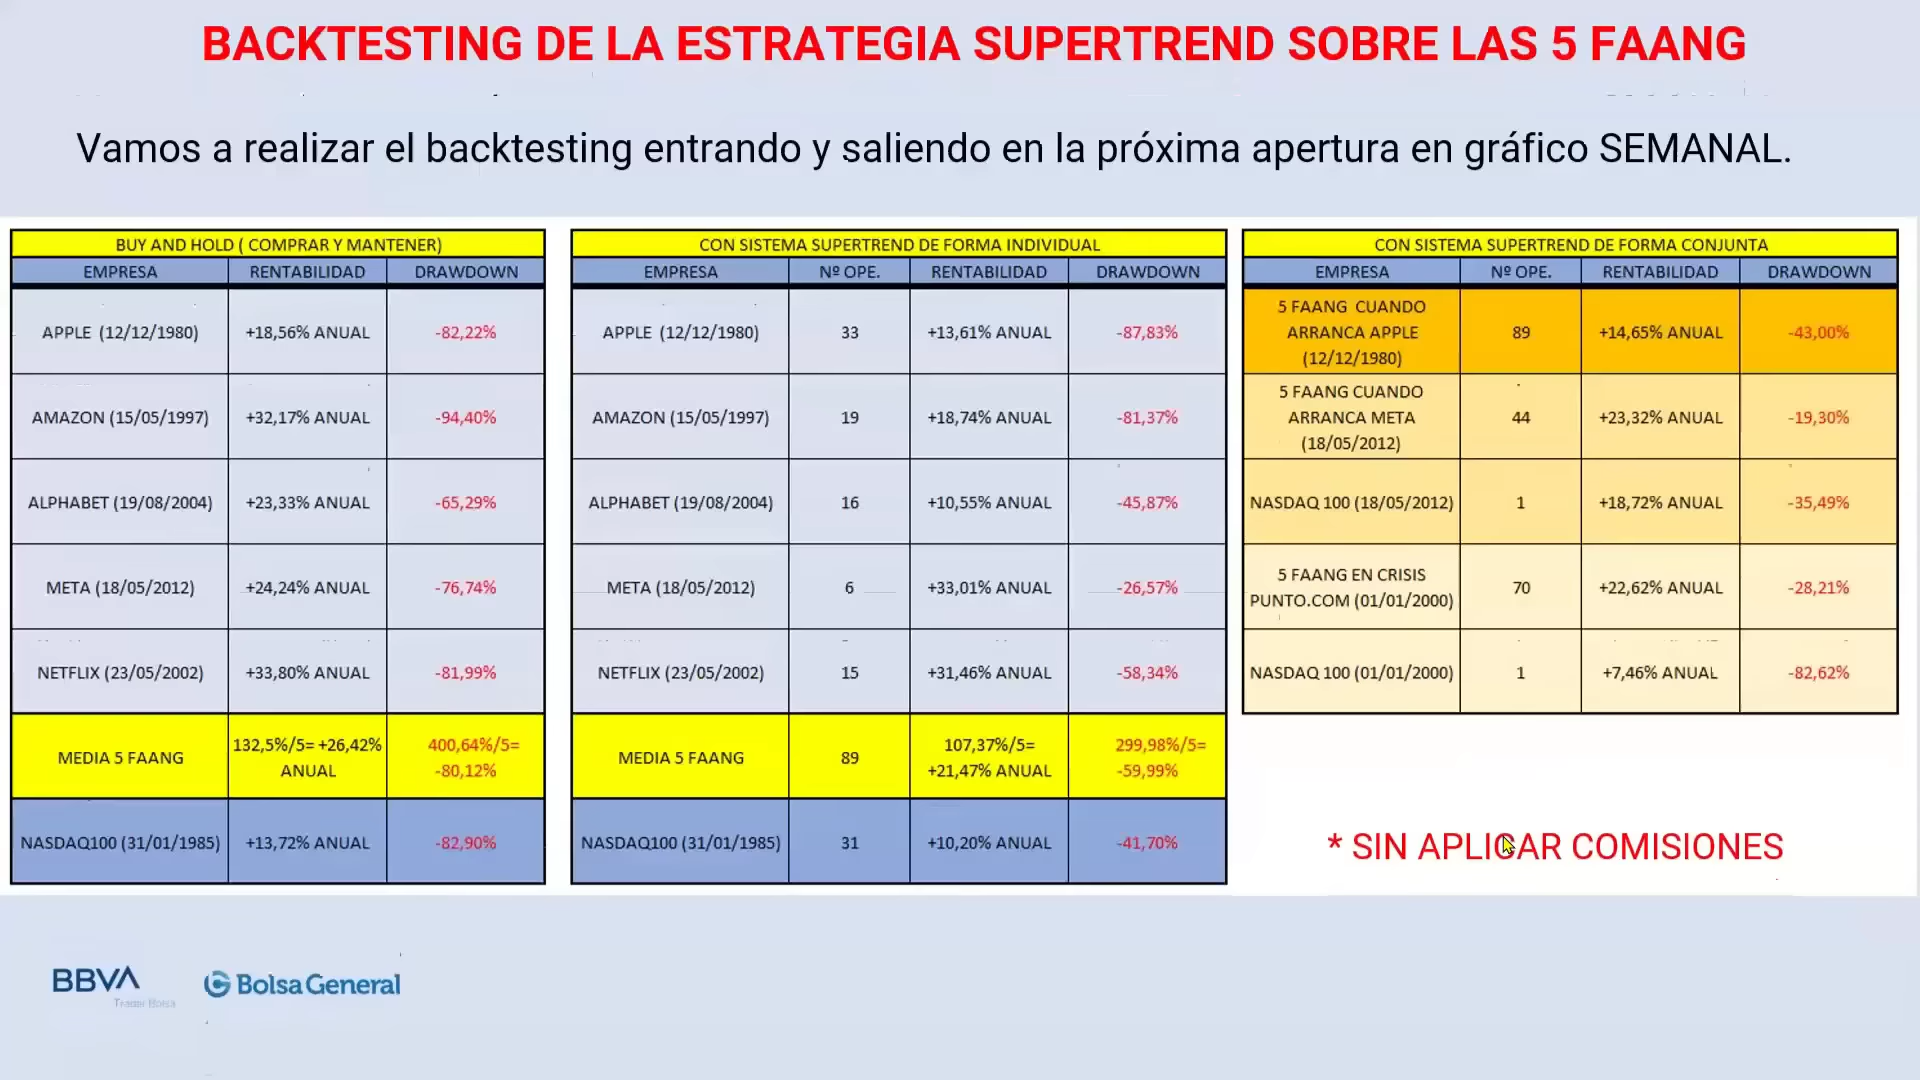 BACKTESTING DE LA ESTRATEGIA SUPERTREND SOBRE LAS 5 FAANG
Vamos a realizar el backtesting entrando y saliendo en la próxima apertura en gráfico SEMANAL.
BUY AND HOLD ( COMPRAR Y MANTENER)
EMPRESA RENTABILIDAD DRAWDOWN
APPLE (12/12/1980) +18,56% ANUAL -82,22%
AMAZON (15/05/1997) +32,17% ANUAL -94,40%
ALPHABET (19/08/2004) +23,33% ANUAL -65,29%
META (18/05/2012) +24,24% ANUAL -76,74%
NETFLIX (23/05/2002) +33,80% ANUAL -81,99%
MEDIA 5 FAANG 132,5%/5= +26,42% ANUAL 400,64%/5= -80,12%
NASDAQ100 (31/01/1985) +13,72% ANUAL -82,90%
CON SISTEMA SUPERTREND DE FORMA INDIVIDUAL
EMPRESA Nº OPE. RENTABILIDAD DRAWDOWN
APPLE (12/12/1980) 33 +13,61% ANUAL -87,83%
AMAZON (15/05/1997) 19 +18,74% ANUAL -81,37%
ALPHABET (19/08/2004) 16 +10,55% ANUAL -45,87%
META (18/05/2012) 6 +33,01% ANUAL -26,57%
NETFLIX (23/05/2002) 15 +31,46% ANUAL -58,34%
MEDIA 5 FAANG 89 107,37%/5= +21,47% ANUAL 299,98%/5= -59,99%
NASDAQ100 (31/01/1985) 31 +10,20% ANUAL -41,70%
CON SISTEMA SUPERTREND DE FORMA CONJUNTA
EMPRESA Nº OPE. RENTABILIDAD DRAWDOWN
5 FAANG CUANDO ARRANCA APPLE (12/12/1980) 89 +14,65% ANUAL -43,00%
5 FAANG CUANDO ARRANCA META (18/05/2012) 44 +23,32% ANUAL -19,30%
NASDAQ 100 (18/05/2012) 1 +18,72% ANUAL -35,49%
5 FAANG EN CRISIS PUNTO.COM (01/01/2000) 70 +22,62% ANUAL -28,21%
NASDAQ 100 (01/01/2000) 1 +7,46% ANUAL -82,62%
* SIN APLICAR COMISIONES
BBVA
Trader Bolsa
Bolsa General